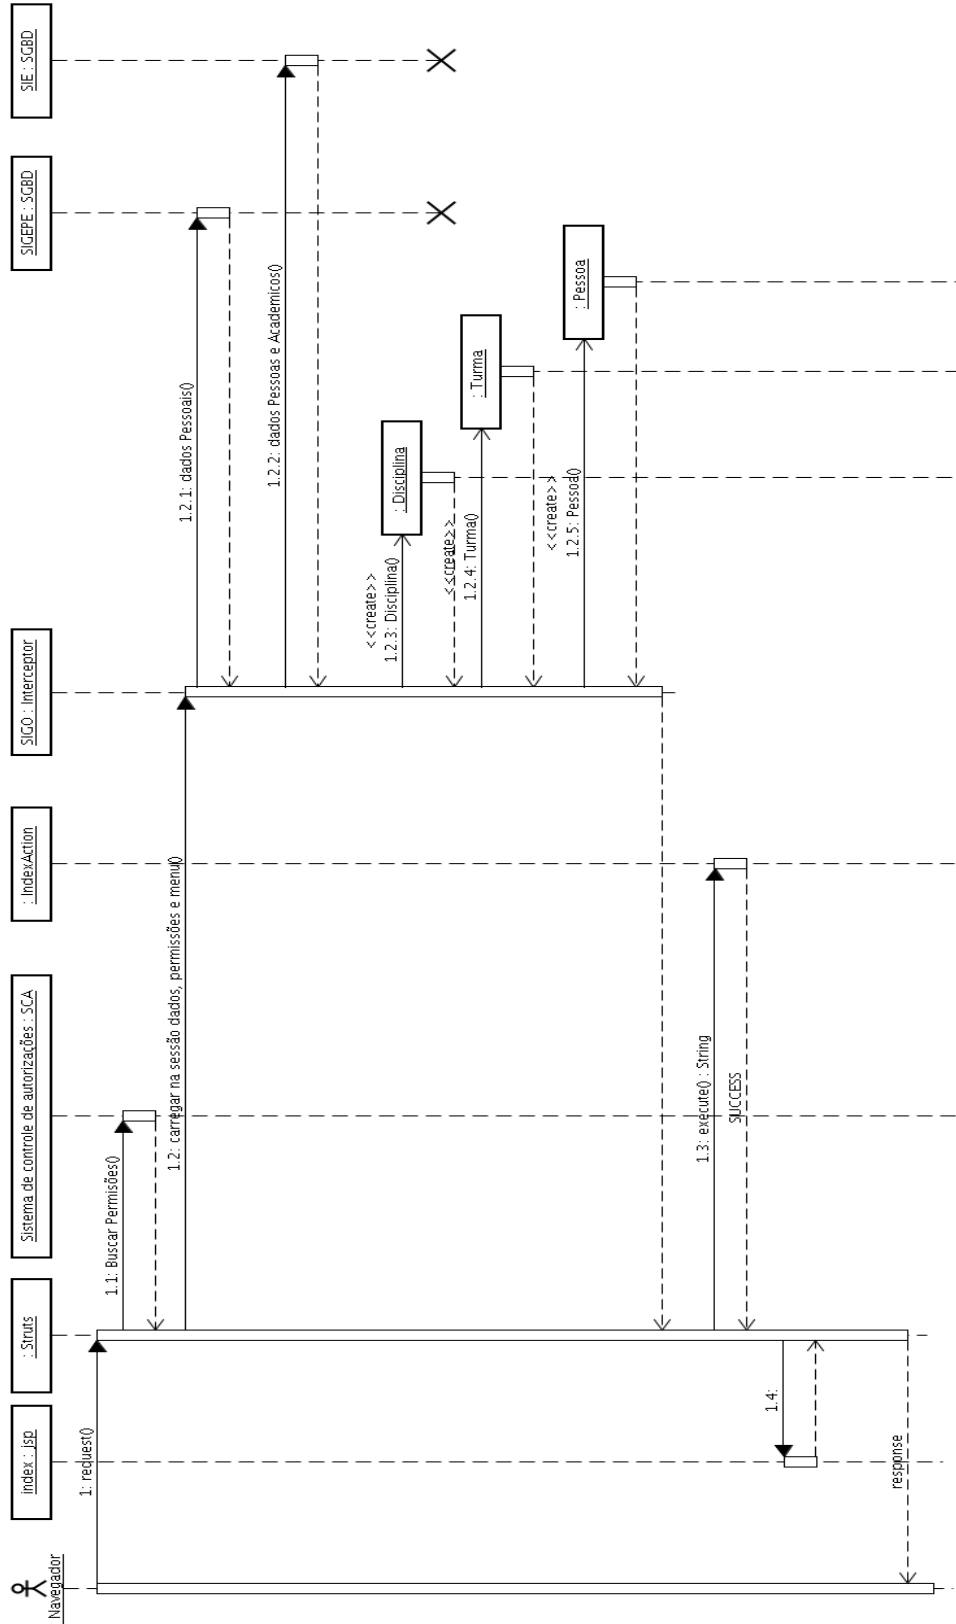 Navegador
index : jsp
: Struts
Sistema de controle de autorizações : SCA
: IndexAction
SIGO : Interceptor
SIGEPE : SGBD
SIE : SGBD
1: request()
1.1: Buscar Permisões()
1.2: carregar na sessão dados, permissões e menu()
1.2.1: dados Pessoais()
1.2.2: dados Pessoas e Academicos()
<<create>>
1.2.3: Disciplina()
: Disciplina
<<create>>
1.2.4: Turma()
: Turma
<<create>>
1.2.5: Pessoa()
: Pessoa
1.3: execute() : String
SUCCESS
1.4:
response